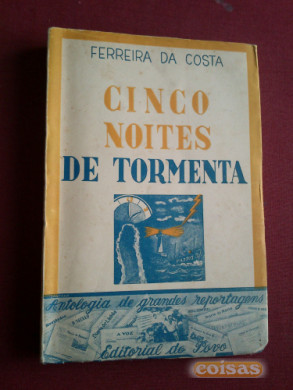 FERREIRA DA COSTA
CINCO
NOITES
DE TORMENTA
Antologia de grandes reportagens
Editorial do Povo
coisas